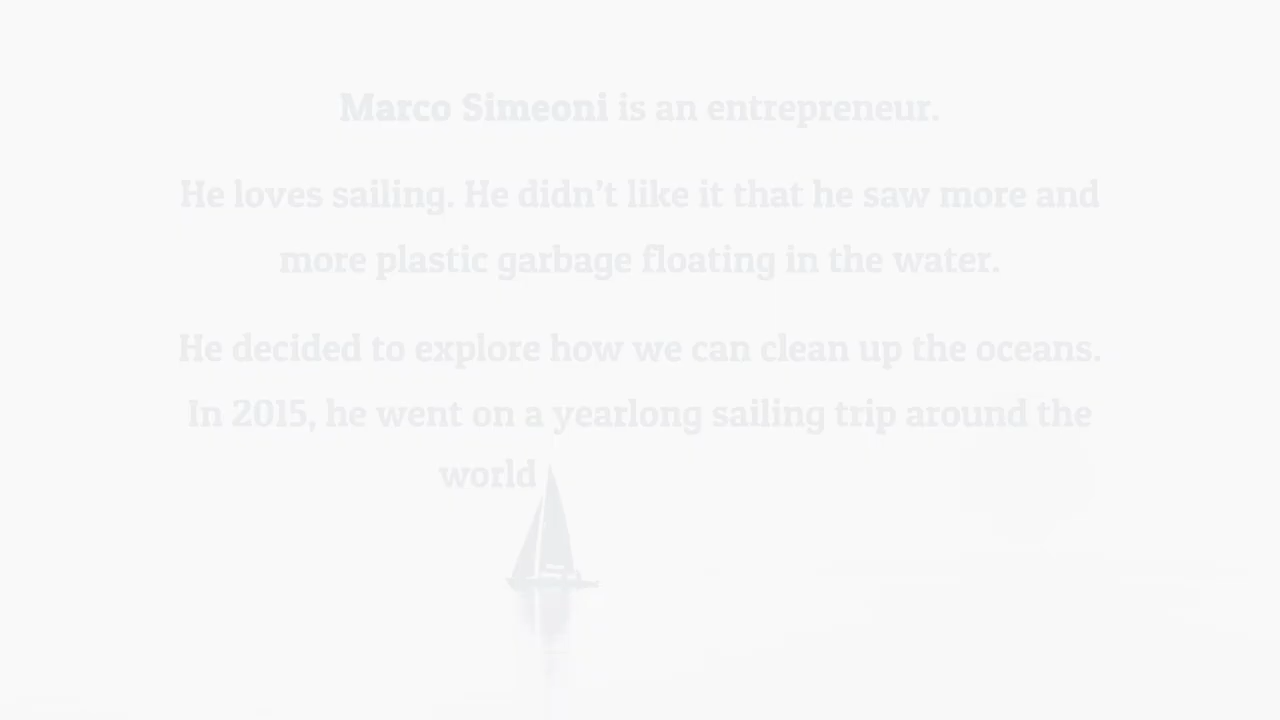 Marco Simeoni is an entrepreneur.
He loves sailing. He didn’t like it that he saw more and
more plastic garbage floating in the water.
He decided to explore how we can clean up the oceans.
In 2015, he went on a yearlong sailing trip around the
world